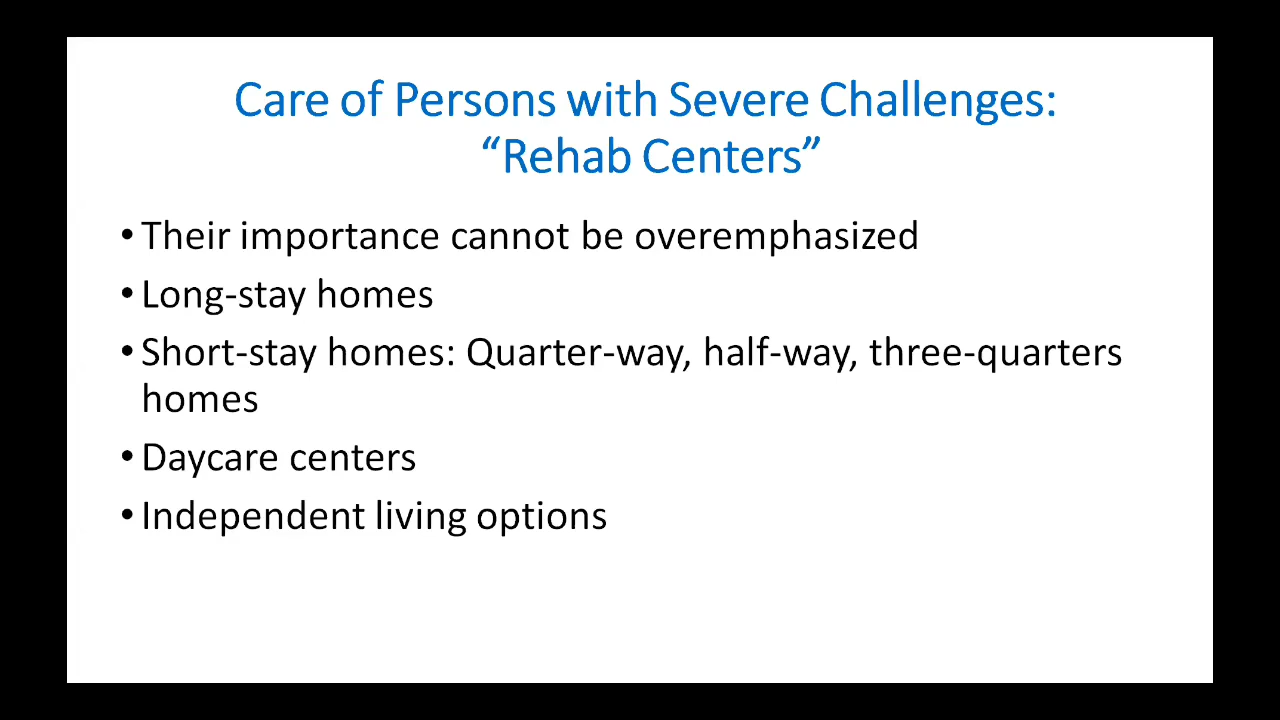 Care of Persons with Severe Challenges:
“Rehab Centers”
• Their importance cannot be overemphasized
• Long-stay homes
• Short-stay homes: Quarter-way, half-way, three-quarters
homes
• Daycare centers
• Independent living options